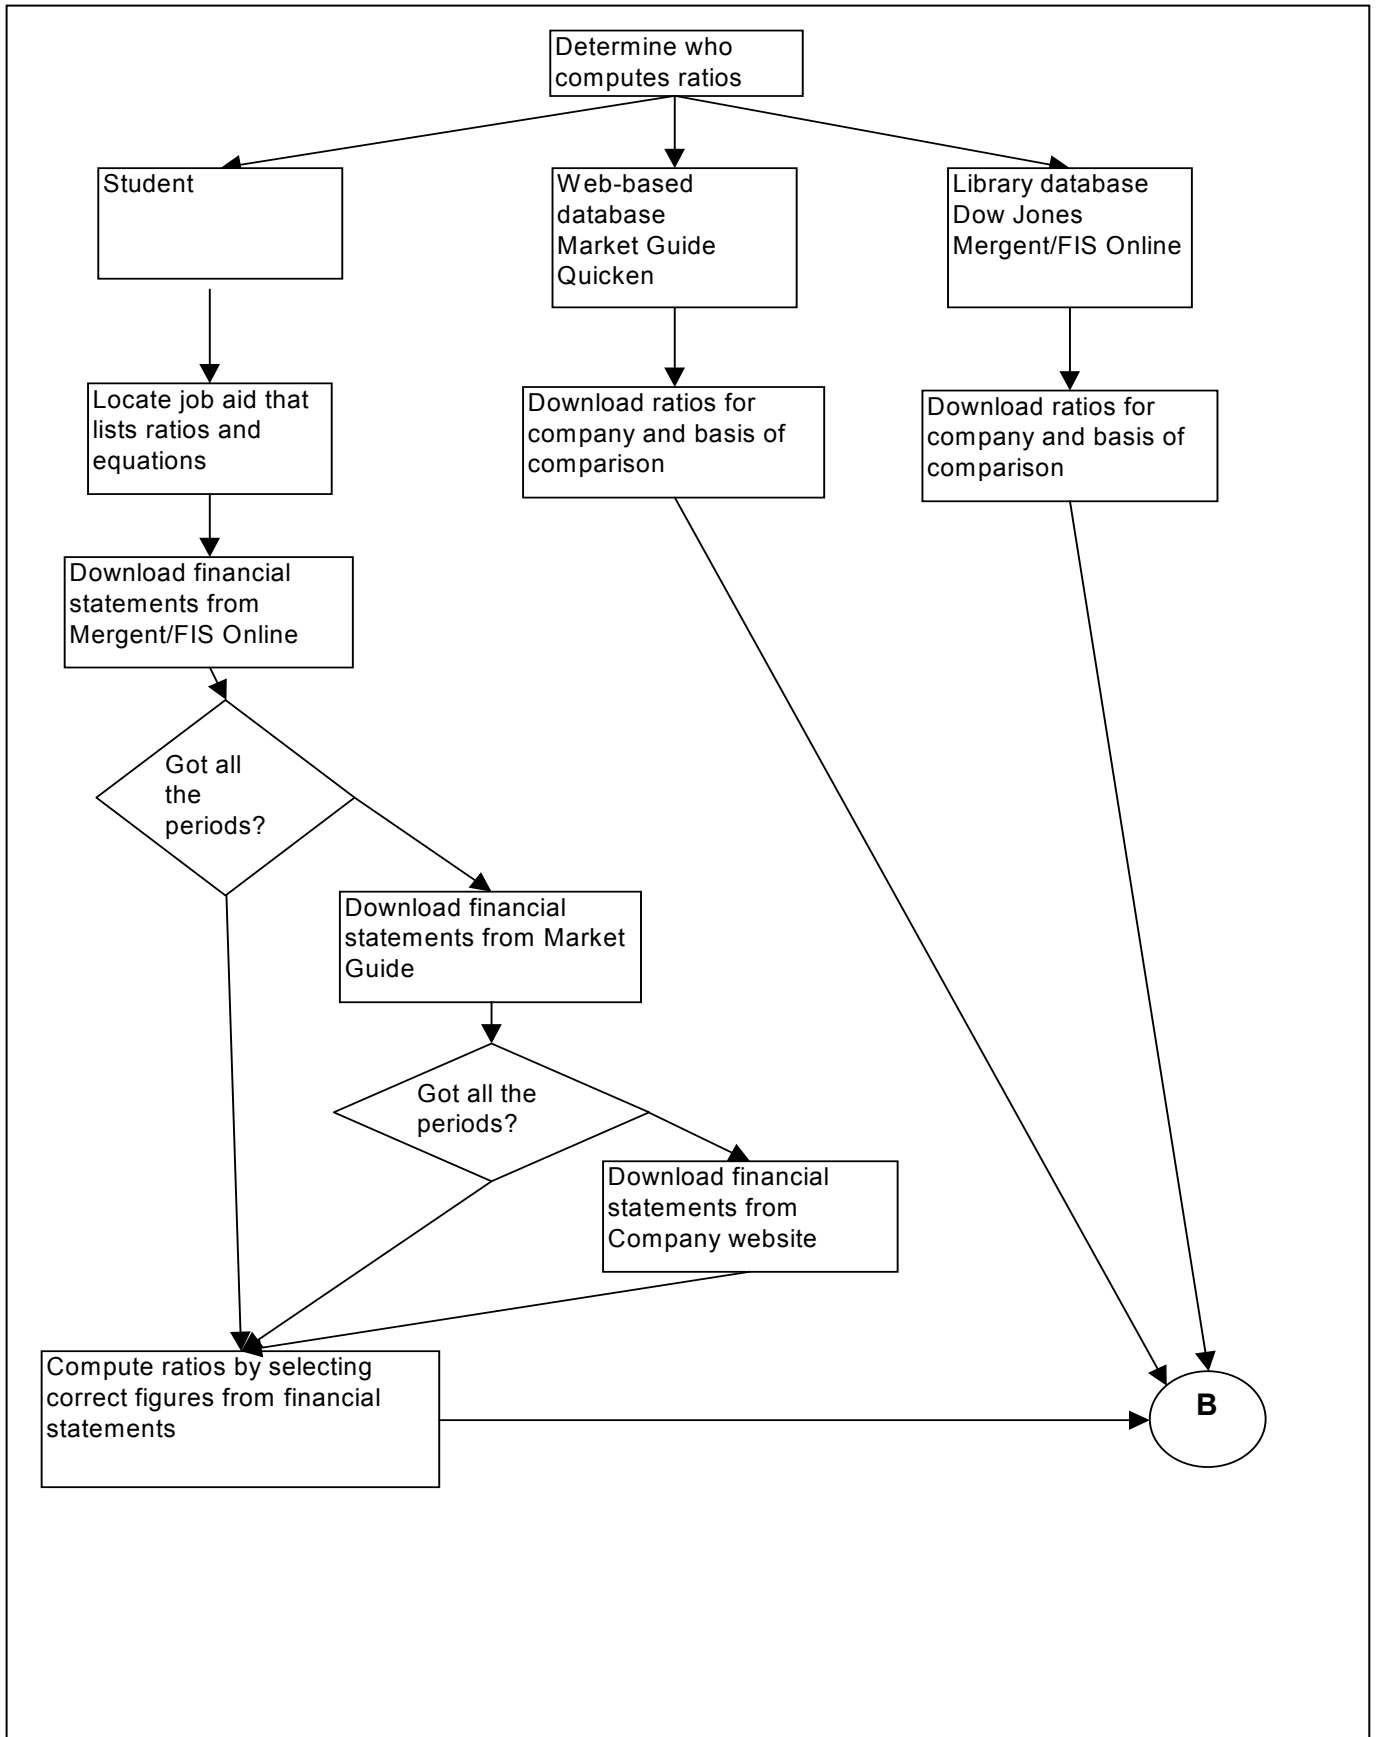 Determine who
computes ratios
Student
Web-based
database
Market Guide
Quicken
Library database
Dow Jones
Mergent/FIS Online
Locate job aid that
lists ratios and
equations
Download ratios for
company and basis of
comparison
Download ratios for
company and basis of
comparison
Download financial
statements from
Mergent/FIS Online
Got all
the
periods?
Download financial
statements from Market
Guide
Got all the
periods?
Download financial
statements from
Company website
Compute ratios by selecting
correct figures from financial
statements
B